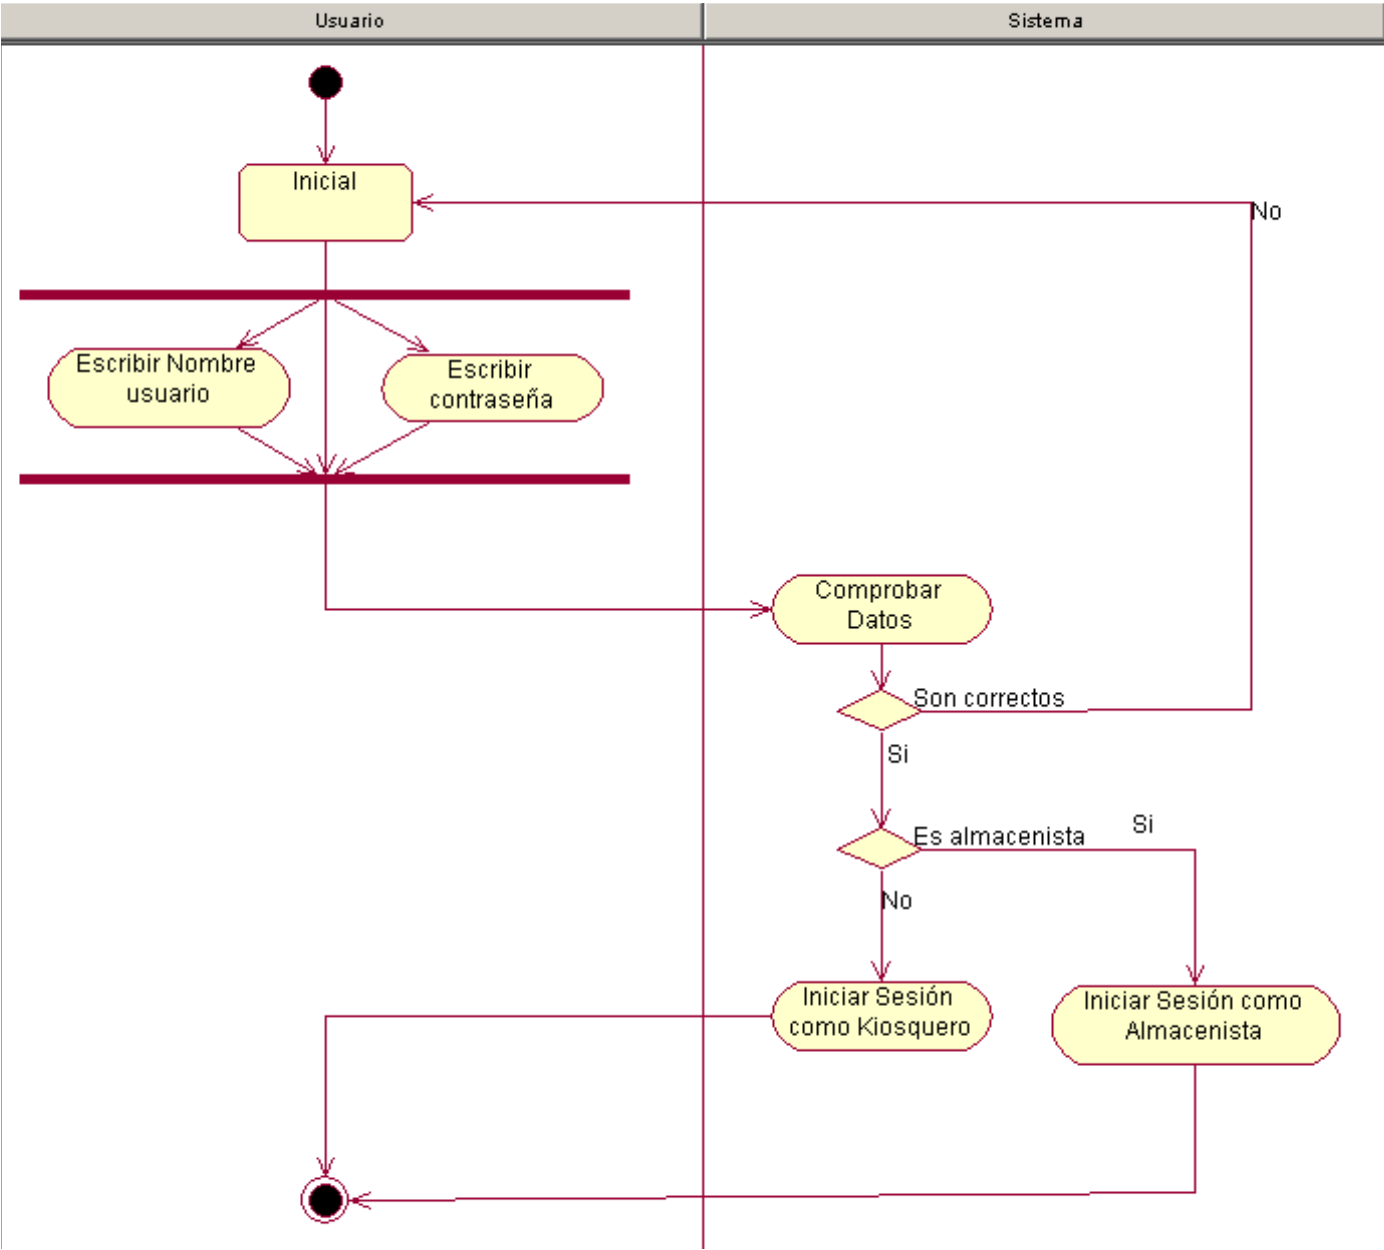 Usuario
Sistema
Inicial
No
Escribir Nombre
usuario
Escribir
contraseña
Comprobar
Datos
Son correctos
Si
Es almacenista
Si
No
Iniciar Sesión
como Kiosquero
Iniciar Sesión como
Almacenista